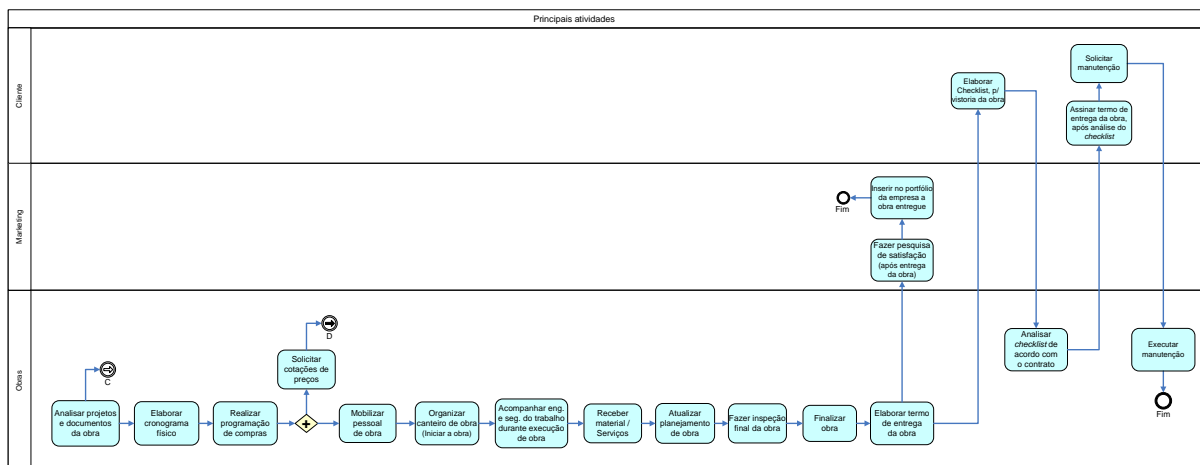 Principais atividades
Cliente
Elaborar
Checklist, p/
vistoria da obra
Solicitar
manutenção
Assinar termo de
entrega da obra,
após análise do
checklist
Marketing
Fim
Inserir no portfólio
da empresa a
obra entregue
Fazer pesquisa
de satisfação
(após entrega
da obra)
Obras
C
D
Solicitar
cotações de
preços
Analisar
checklist de
acordo com
o contrato
Executar
manutenção
Analisar projetos
e documentos
da obra
Elaborar
cronograma
físico
Realizar
programação
de compras
Mobilizar
pessoal
de obra
Organizar
canteiro de obra
(Iniciar a obra)
Acompanhar eng.
e seg. do trabalho
durante execução
de obra
Receber
material /
Serviços
Atualizar
planejamento
de obra
Fazer inspeção
final da obra
Finalizar
obra
Elaborar termo
de entrega
da obra
Fim